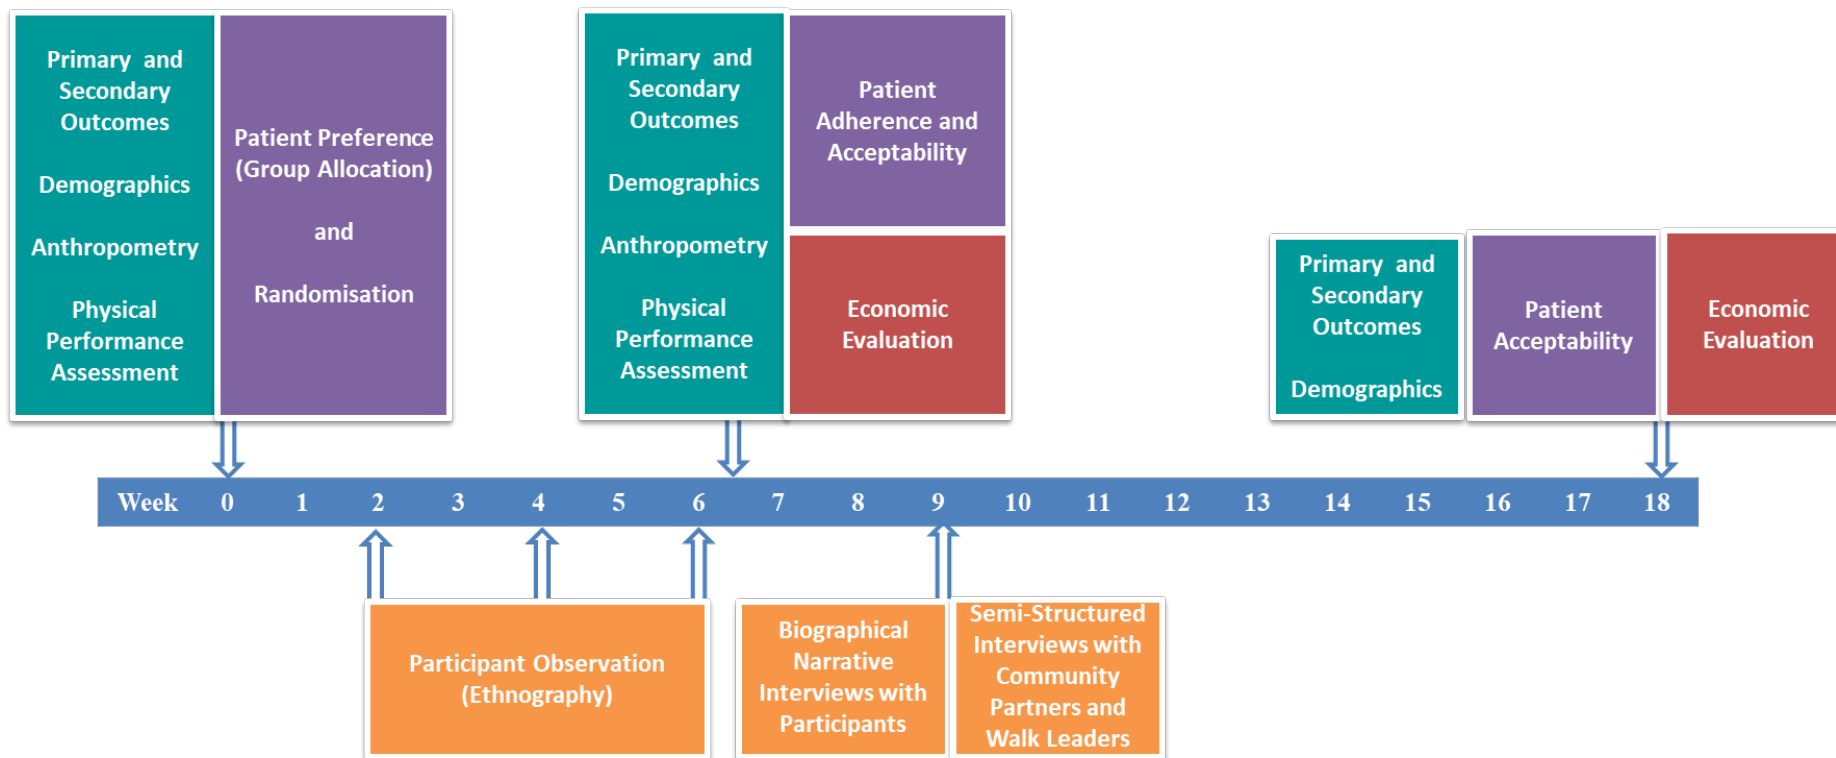 Primary and
Secondary
Outcomes
Demographics
Anthropometry
Physical
Performance
Assessment
Patient Preference
(Group Allocation)
and
Randomisation
Primary and
Secondary
Outcomes
Demographics
Anthropometry
Physical
Performance
Assessment
Patient
Adherence and
Acceptability
Economic
Evaluation
Primary and
Secondary
Outcomes
Demographics
Patient
Acceptability
Economic
Evaluation
Week 0 1 2 3 4 5 6 7 8 9 10 11 12 13 14 15 16 17 18
Participant Observation
(Ethnography)
Biographical
Narrative
Interviews with
Participants
Semi-Structured
Interviews with
Community
Partners and
Walk Leaders